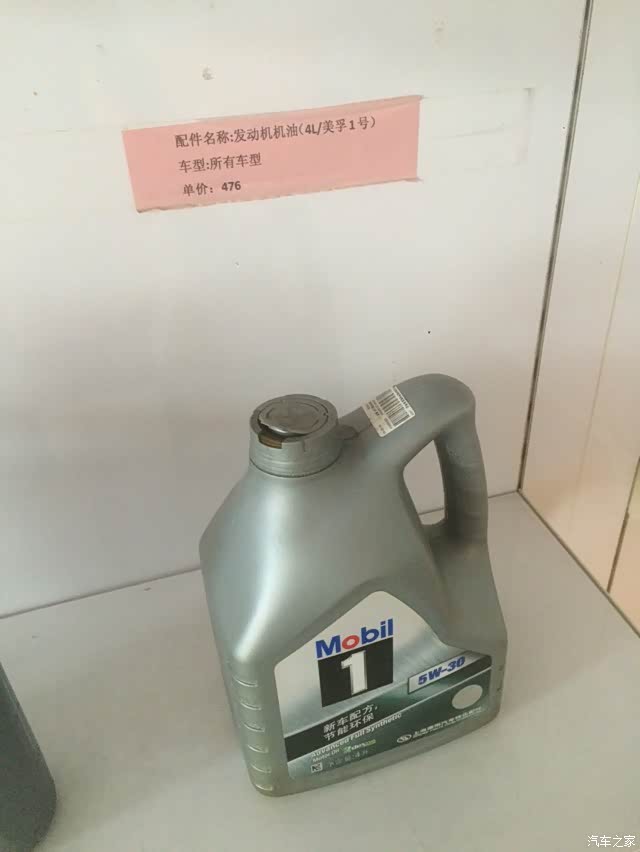 配件名称:发动机机油(4L/美孚1号)
车型:所有车型
单价：476
Mobil
1
5W-30
新车配方，
节能环保
Advanced Full Synthetic
Motor Oil
汽车之家